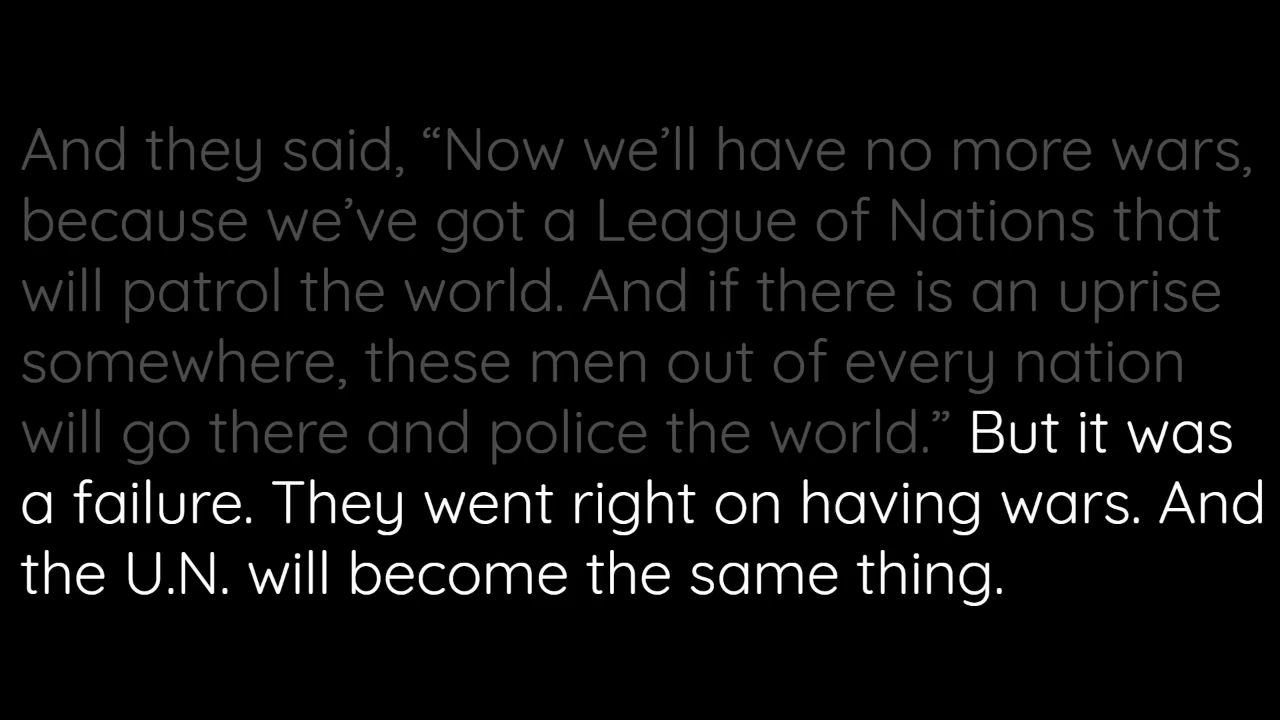 And they said, “Now we’ll have no more wars,
because we’ve got a League of Nations that
will patrol the world. And if there is an uprise
somewhere, these men out of every nation
will go there and police the world.” But it was
a failure. They went right on having wars. And
the U.N. will become the same thing.